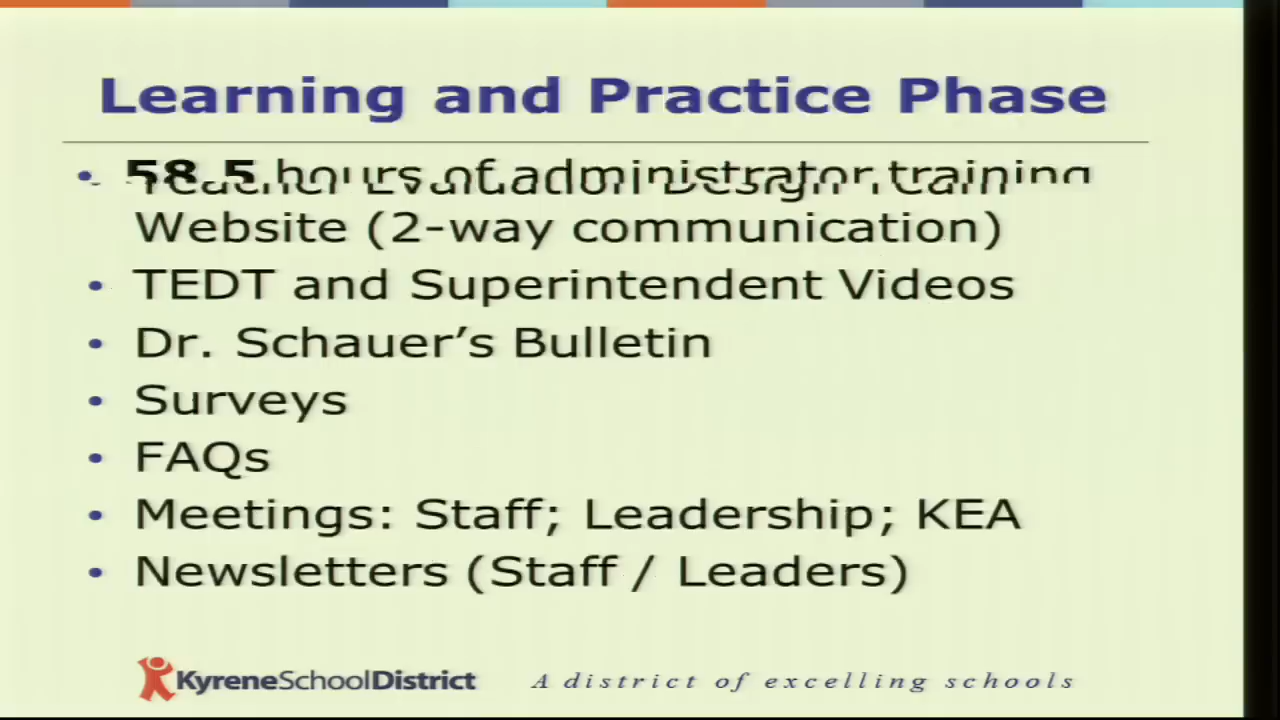 Learning and Practice Phase
• 58.5 hours of administrator training
Teacher Evaluation Design Team
Website (2-way communication)
• TEDT and Superintendent Videos
• Dr. Schauer’s Bulletin
• Surveys
• FAQs
• Meetings: Staff; Leadership; KEA
• Newsletters (Staff / Leaders)
KyreneSchoolDistrict
A district of excelling schools